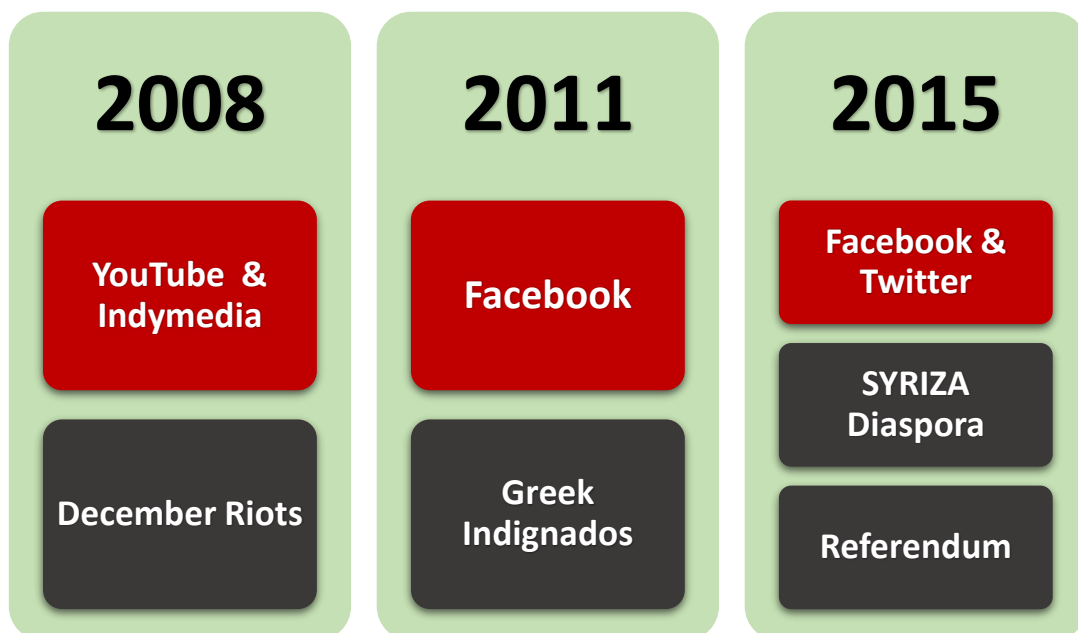 2008
YouTube &
Indymedia
December Riots
2011
Facebook
Greek
Indignados
2015
Facebook &
Twitter
SYRIZA
Diaspora
Referendum